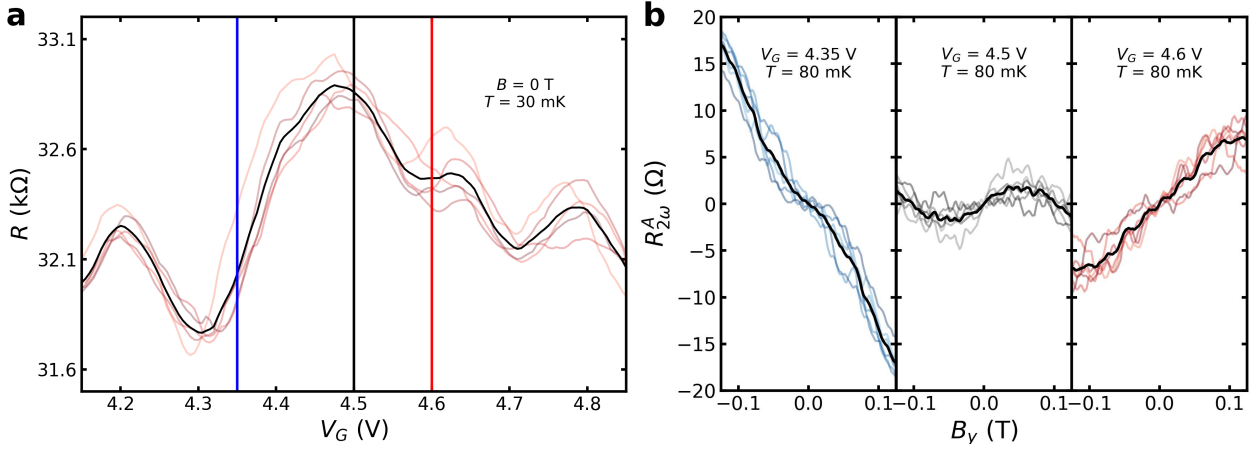 a
33.1
32.6
32.1
31.6
R (kΩ)
B = 0 T
T = 30 mK
4.2 4.3 4.4 4.5 4.6 4.7 4.8
V_G (V)
b
20
15
10
5
0
−5
−10
−15
−20
R^A_2ω (Ω)
V_G = 4.35 V
T = 80 mK
V_G = 4.5 V
T = 80 mK
V_G = 4.6 V
T = 80 mK
−0.1 0.0 0.1 −0.1 0.0 0.1 −0.1 0.0 0.1
B_y (T)